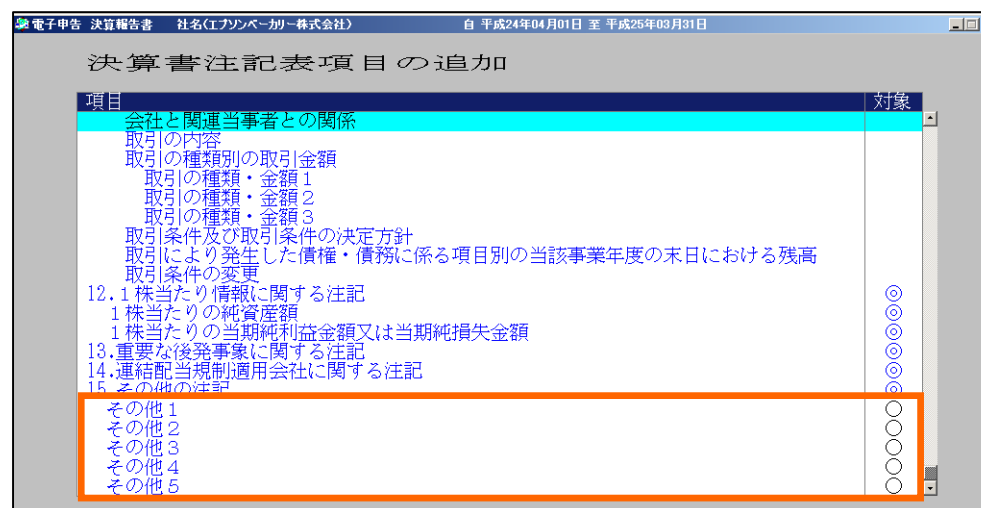 電子申告 決算報告書 社名(エプソンベーカリー株式会社) 自 平成24年04月01日 至 平成25年03月31日
決算書注記表項目の追加
項目 対象
会社と関連当事者との関係
取引の内容
取引の種類別の取引金額
取引の種類・金額1
取引の種類・金額2
取引の種類・金額3
取引条件及び取引条件の決定方針
取引により発生した債権・債務に係る項目別の当該事業年度の末日における残高
取引条件の変更
12.1株当たり情報に関する注記 ◎
1株当たりの純資産額 ◎
1株当たりの当期純利益金額又は当期純損失金額 ◎
13.重要な後発事象に関する注記 ◎
14.連結配当規制適用会社に関する注記 ◎
15.その他の注記 ◎
その他1 ○
その他2 ○
その他3 ○
その他4 ○
その他5 ○